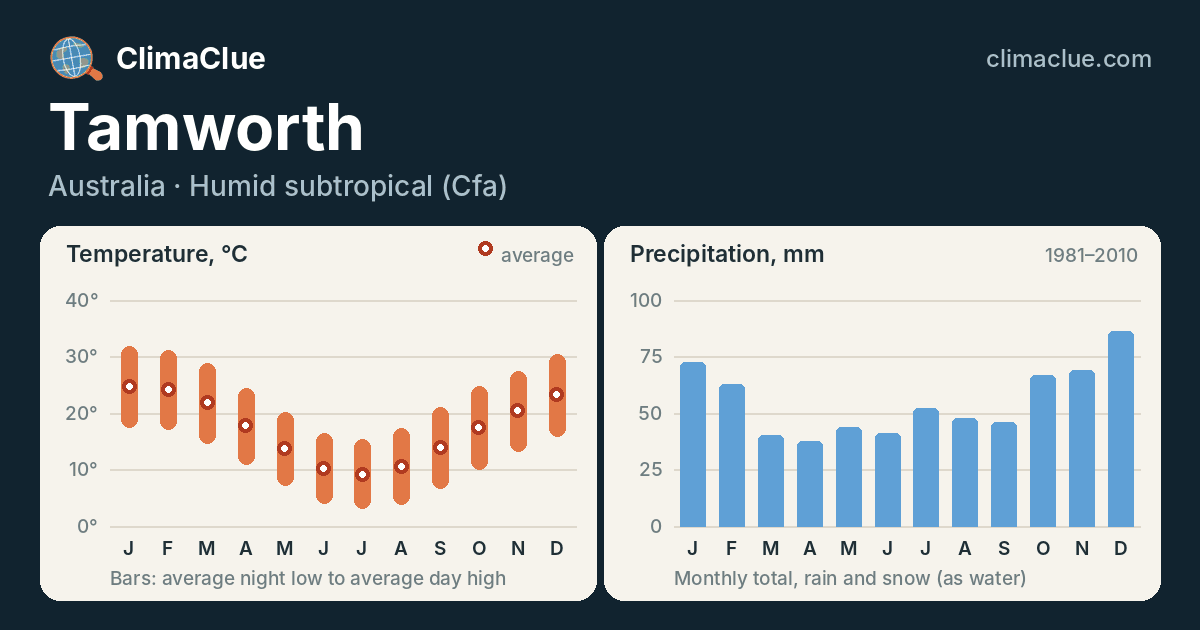 ClimaClue
climaclue.com
Tamworth
Australia · Humid subtropical (Cfa)
Temperature, °C
average
40°
30°
20°
10°
0°
J F M A M J J A S O N D
Bars: average night low to average day high
Precipitation, mm
1981–2010
100
75
50
25
0
J F M A M J J A S O N D
Monthly total, rain and snow (as water)